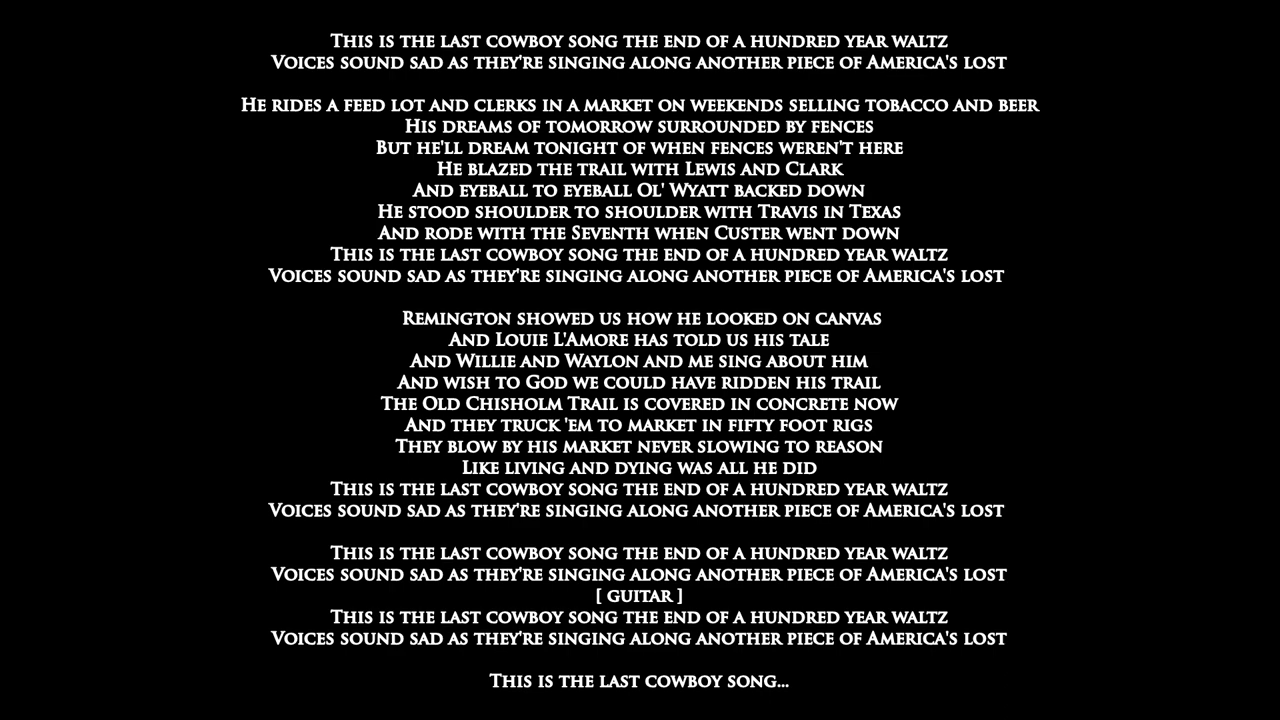 This is the last cowboy song the end of a hundred year waltz
Voices sound sad as they're singing along another piece of America's lost
He rides a feed lot and clerks in a market on weekends selling tobacco and beer
His dreams of tomorrow surrounded by fences
But he'll dream tonight of when fences weren't here
He blazed the trail with Lewis and Clark
And eyeball to eyeball Ol' Wyatt backed down
He stood shoulder to shoulder with Travis in Texas
And rode with the Seventh when Custer went down
This is the last cowboy song the end of a hundred year waltz
Voices sound sad as they're singing along another piece of America's lost
Remington showed us how he looked on canvas
And Louie L'Amore has told us his tale
And Willie and Waylon and me sing about him
And wish to God we could have ridden his trail
The Old Chisholm Trail is covered in concrete now
And they truck 'em to market in fifty foot rigs
They blow by his market never slowing to reason
Like living and dying was all he did
This is the last cowboy song the end of a hundred year waltz
Voices sound sad as they're singing along another piece of America's lost
This is the last cowboy song the end of a hundred year waltz
Voices sound sad as they're singing along another piece of America's lost
[ guitar ]
This is the last cowboy song the end of a hundred year waltz
Voices sound sad as they're singing along another piece of America's lost
This is the last cowboy song...